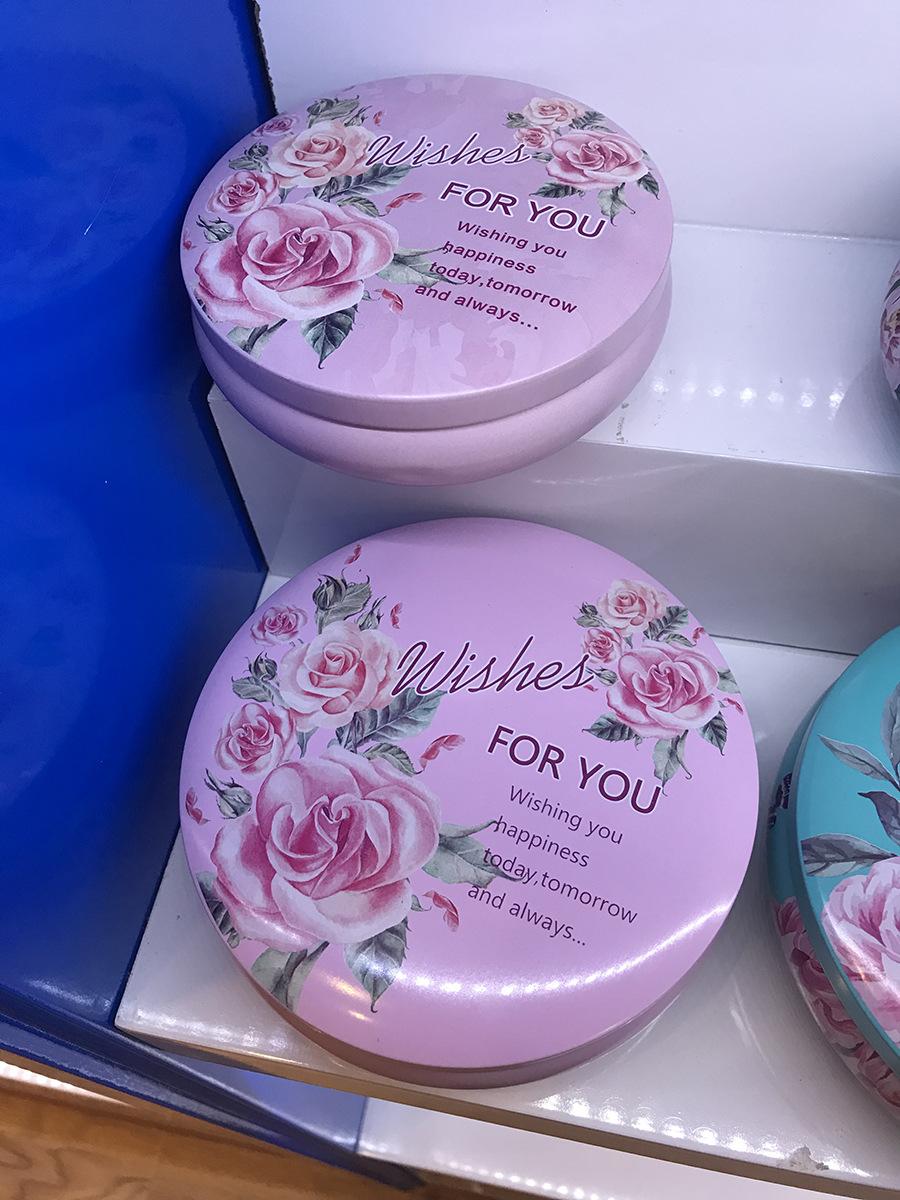 Wishes
FOR YOU
Wishing you
happiness
today,tomorrow
and always...
Wishes
FOR YOU
Wishing you
happiness
today,tomorrow
and always...